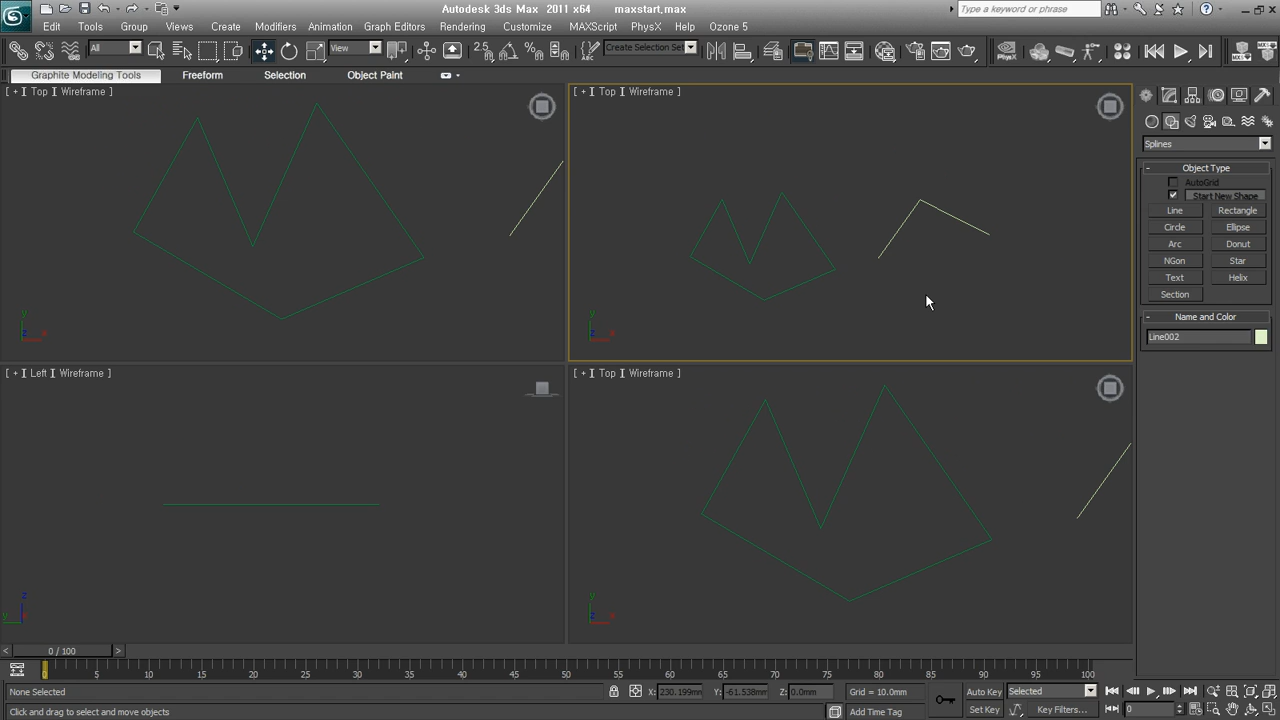 Autodesk 3ds Max 2011 x64 maxstart.max
Type a keyword or phrase
Edit Tools Group Views Create Modifiers Animation Graph Editors Rendering Customize MAXScript PhysX Help Ozone 5
All View 2.5 Create Selection Set
Graphite Modeling Tools Freeform Selection Object Paint
[ + ] Top ] Wireframe ]
[ + ] Top ] Wireframe ]
Splines
Object Type
AutoGrid
Start New Shape
Line Rectangle
Circle Ellipse
Arc Donut
NGon Star
Text Helix
Section
Name and Color
Line002
y
z x
y
z x
[ + ] Left ] Wireframe ]
[ + ] Top ] Wireframe ]
z
y
y
z x
< 0 / 100 >
0 5 10 15 20 25 30 35 40 45 50 55 60 65 70 75 80 85 90 95 100
None Selected X: 230.199mm Y: -61.538mm Z: 0.0mm Grid = 10.0mm Auto Key Selected
Click and drag to select and move objects Add Time Tag Set Key Key Filters... 0